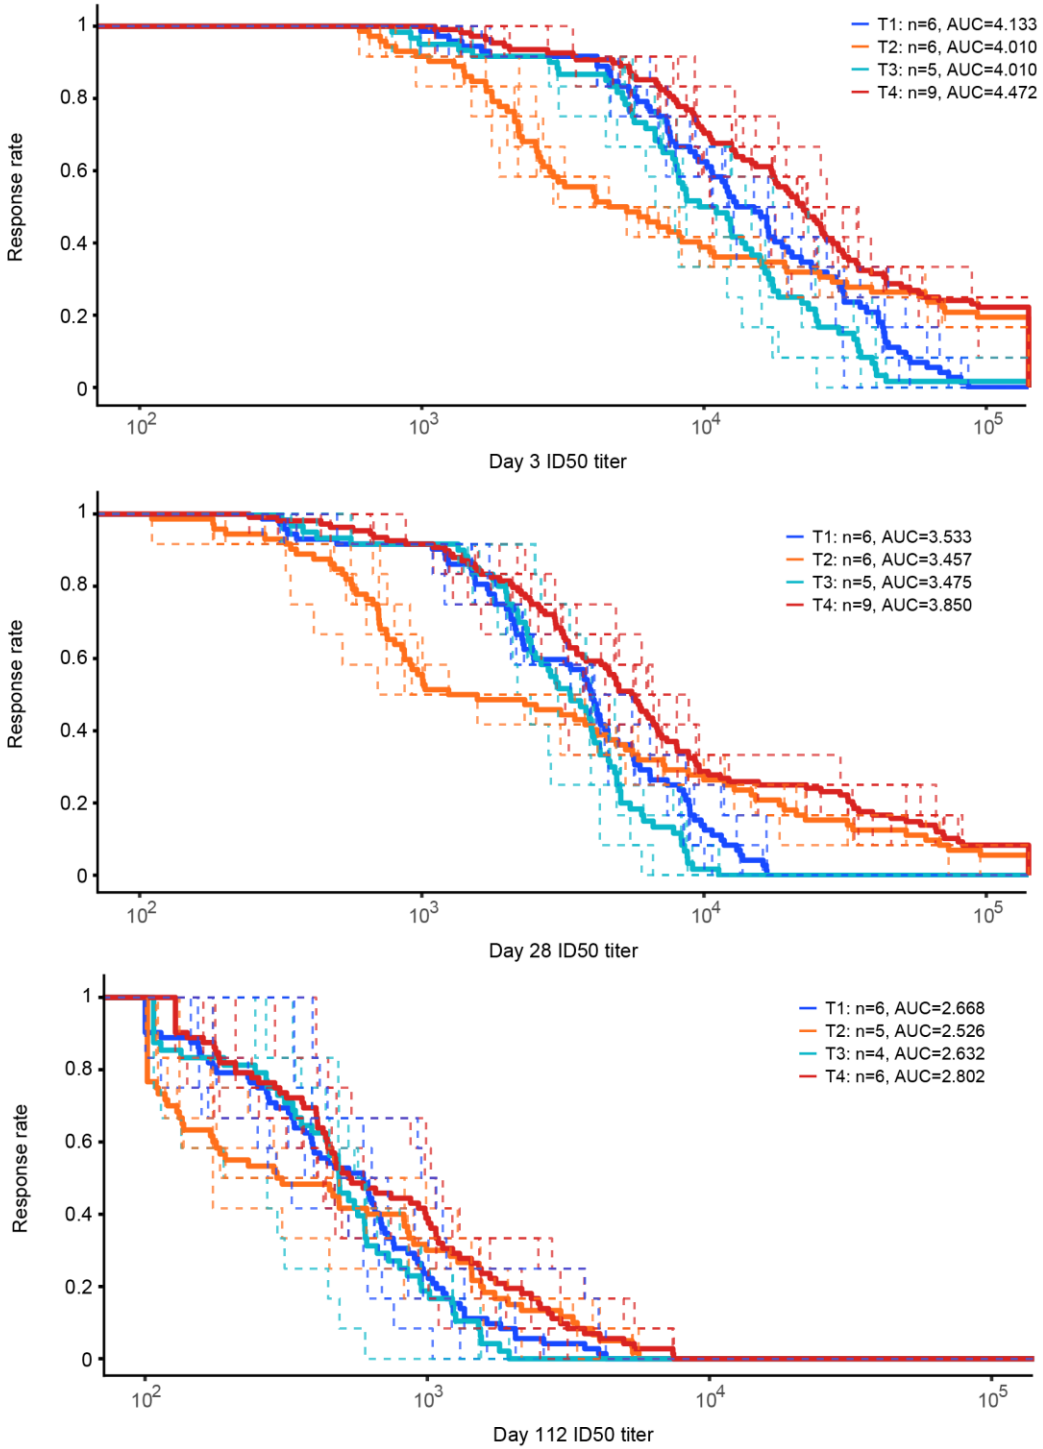 Response rate
1
0.8
0.6
0.4
0.2
0
T1: n=6, AUC=4.133
T2: n=6, AUC=4.010
T3: n=5, AUC=4.010
T4: n=9, AUC=4.472
10^2 10^3 10^4 10^5
Day 3 ID50 titer
Response rate
1
0.8
0.6
0.4
0.2
0
T1: n=6, AUC=3.533
T2: n=6, AUC=3.457
T3: n=5, AUC=3.475
T4: n=9, AUC=3.850
10^2 10^3 10^4 10^5
Day 28 ID50 titer
Response rate
1
0.8
0.6
0.4
0.2
0
T1: n=6, AUC=2.668
T2: n=5, AUC=2.526
T3: n=4, AUC=2.632
T4: n=6, AUC=2.802
10^2 10^3 10^4 10^5
Day 112 ID50 titer